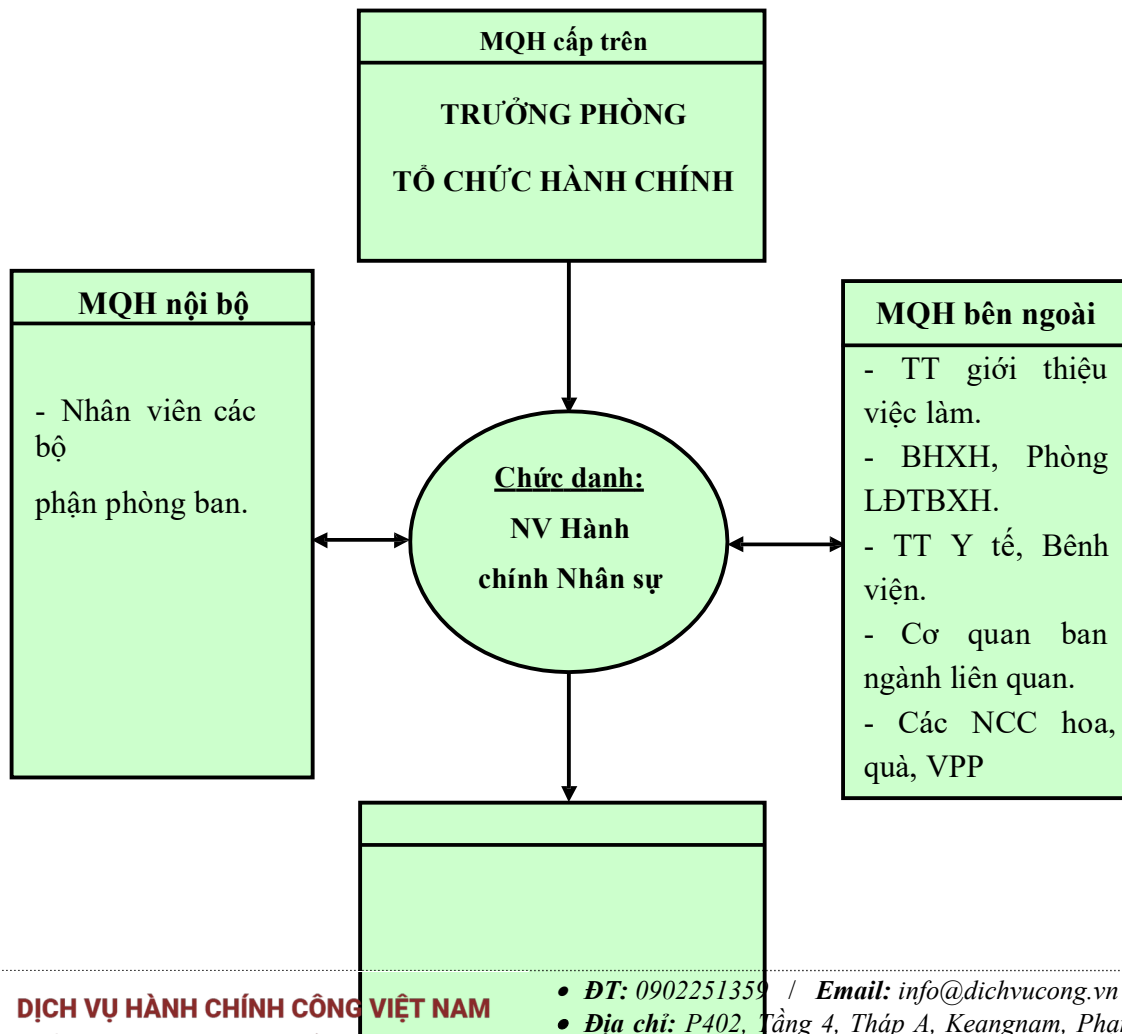 MQH cấp trên
TRƯỞNG PHÒNG
TỔ CHỨC HÀNH CHÍNH
MQH nội bộ
- Nhân viên các
bộ
phận phòng ban.
Chức danh:
NV Hành
chính Nhân sự
MQH bên ngoài
- TT giới thiệu
việc làm.
- BHXH, Phòng
LĐTBXH.
- TT Y tế, Bênh
viện.
- Cơ quan ban
ngành liên quan.
- Các NCC hoa,
quà, VPP
DỊCH VỤ HÀNH CHÍNH CÔNG VIỆT NAM
• ĐT: 0902251359 / Email: info@dichvucong.vn
• Địa chỉ: P402, Tầng 4, Tháp A, Keangnam, Phạm